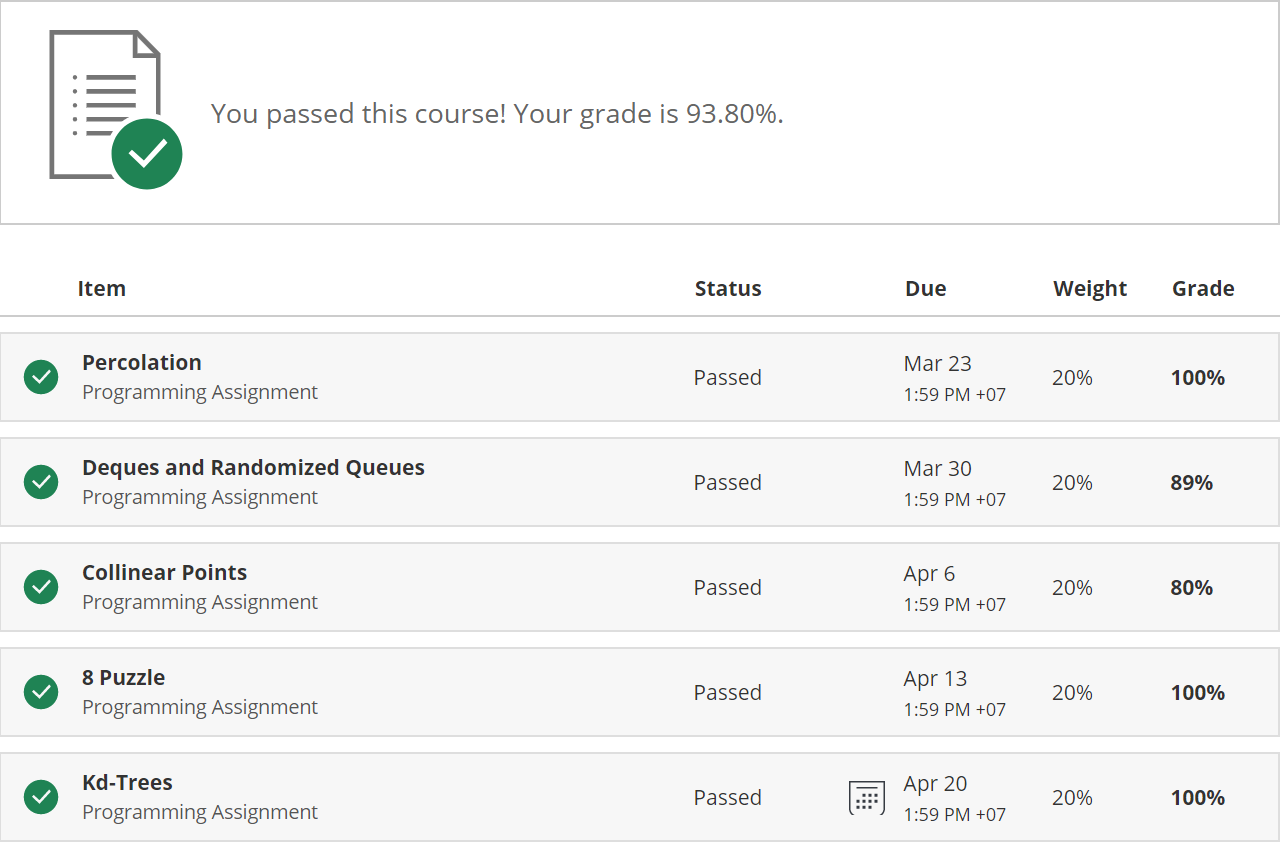 You passed this course! Your grade is 93.80%.
Item Status Due Weight Grade
Percolation
Programming Assignment
Passed
Mar 23
1:59 PM +07
20%
100%
Deques and Randomized Queues
Programming Assignment
Passed
Mar 30
1:59 PM +07
20%
89%
Collinear Points
Programming Assignment
Passed
Apr 6
1:59 PM +07
20%
80%
8 Puzzle
Programming Assignment
Passed
Apr 13
1:59 PM +07
20%
100%
Kd-Trees
Programming Assignment
Passed
Apr 20
1:59 PM +07
20%
100%